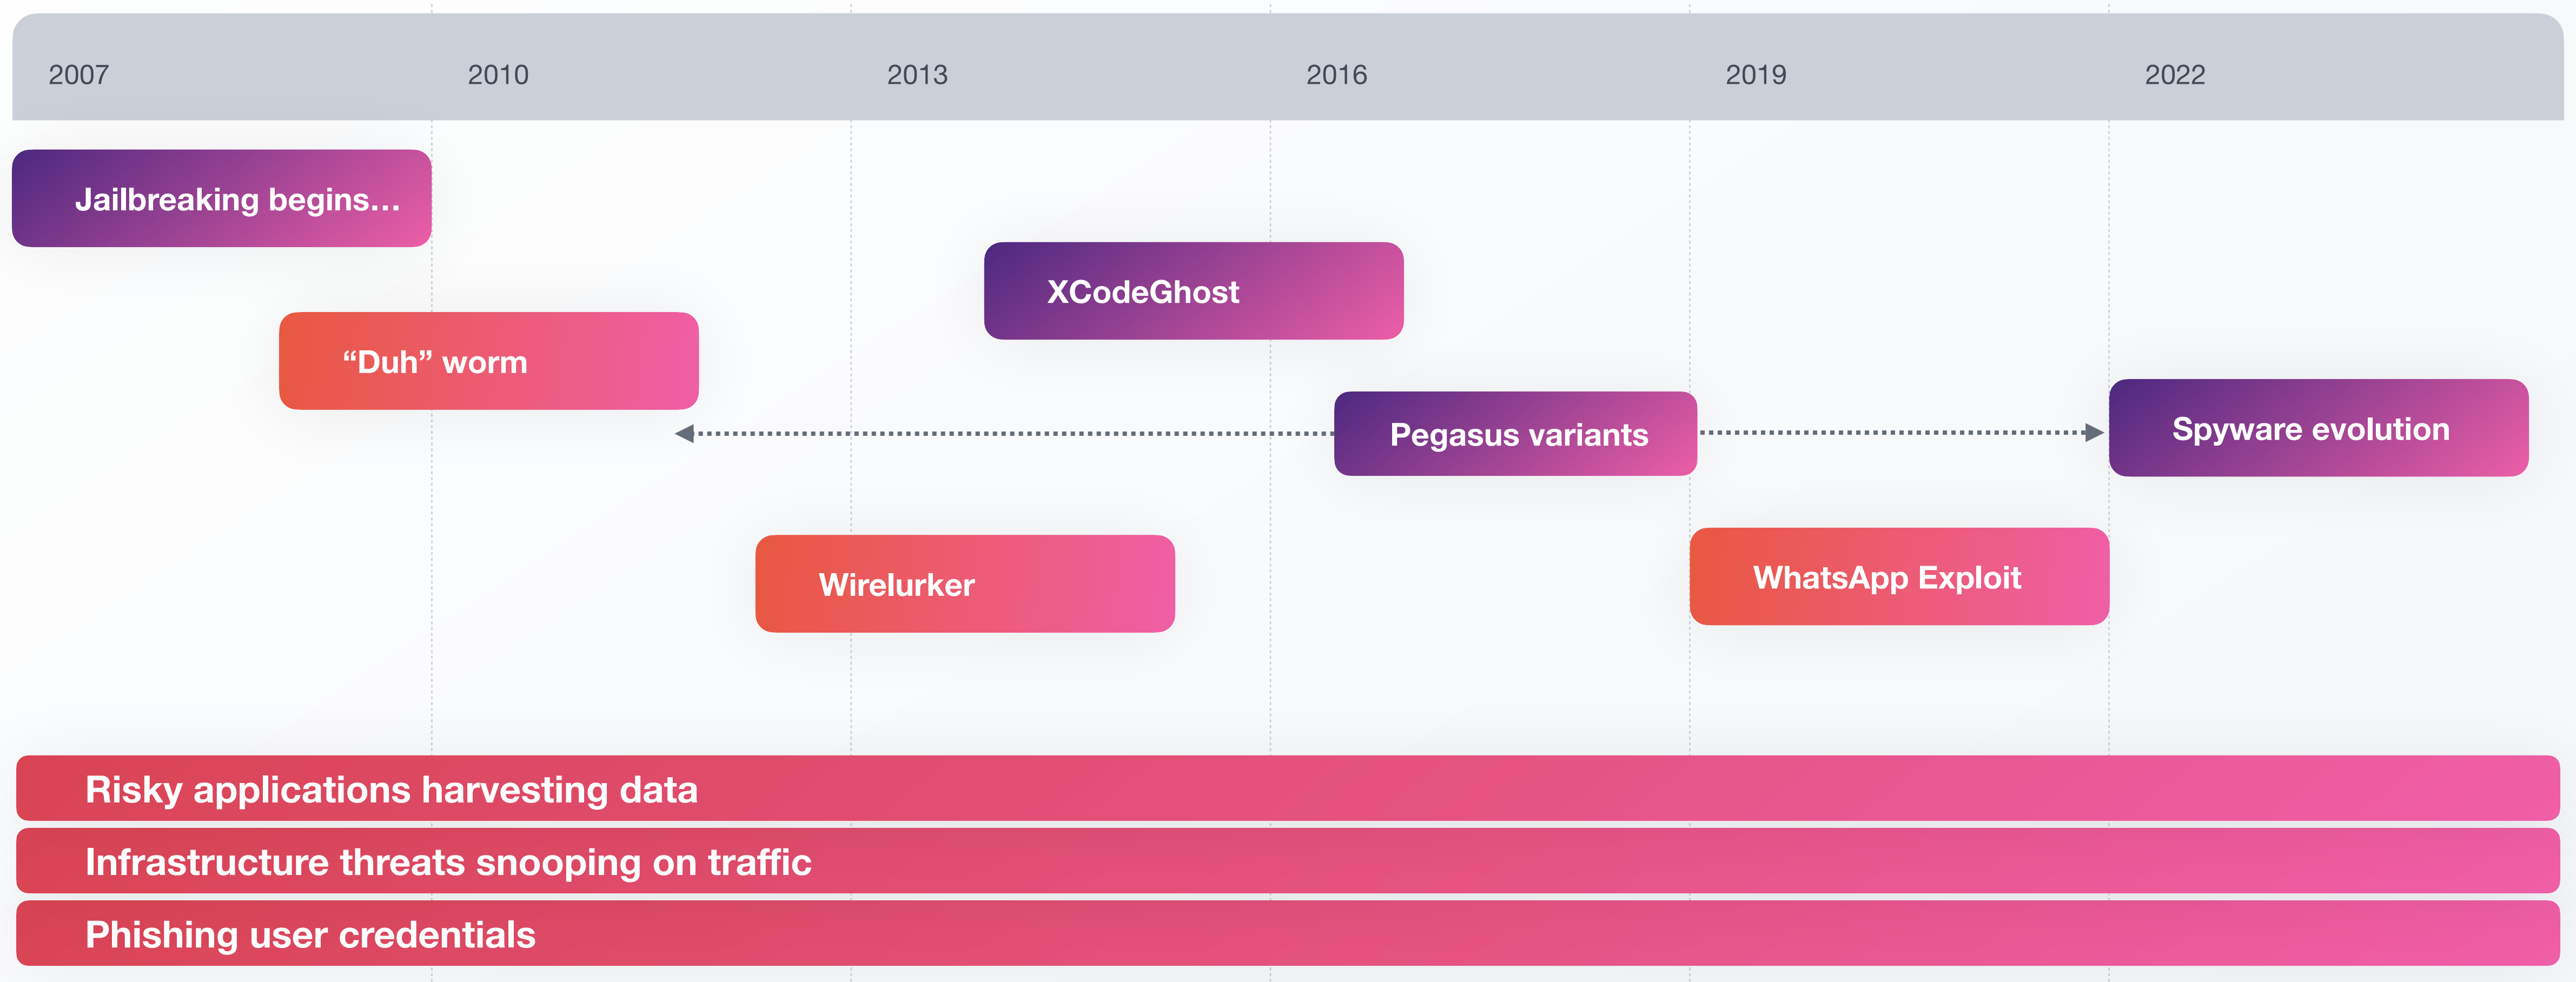 2007 2010 2013 2016 2019 2022
Jailbreaking begins…
XCodeGhost
“Duh” worm
Pegasus variants
Spyware evolution
Wirelurker
WhatsApp Exploit
Risky applications harvesting data
Infrastructure threats snooping on traffic
Phishing user credentials